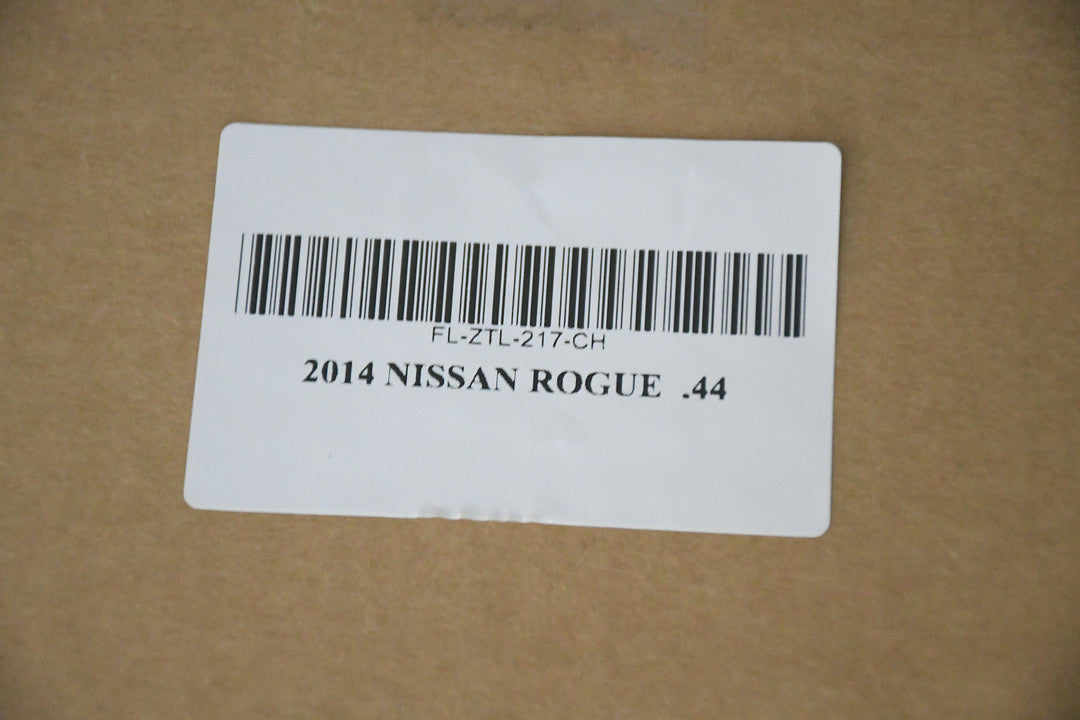 FL-ZTL-217-CH
2014 NISSAN ROGUE .44